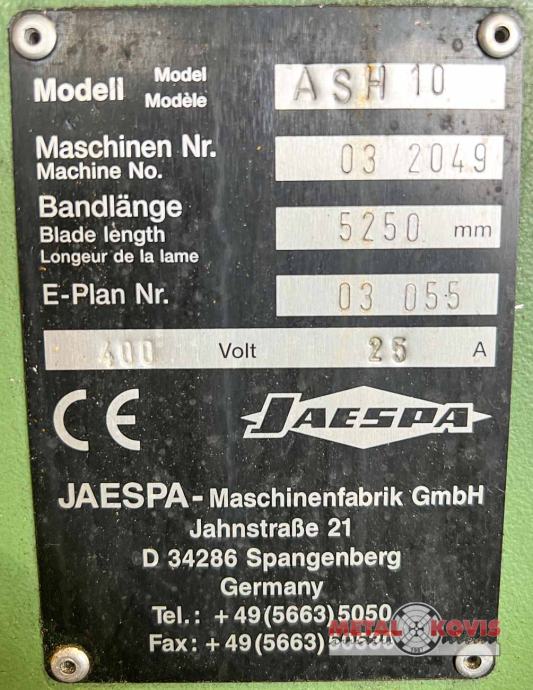 Modell Model ASH 10
Modèle
Maschinen Nr. 03 2049
Machine No.
Bandlänge
Blade length 5250 mm
Longeur de la lame
E-Plan Nr. 03 055
400 Volt 25 A
CE JAESPA
JAESPA-Maschinenfabrik GmbH
Jahnstraße 21
D 34286 Spangenberg
Germany
Tel.: +49(5663)5050
Fax: +49(5663)
METAL KOVIS